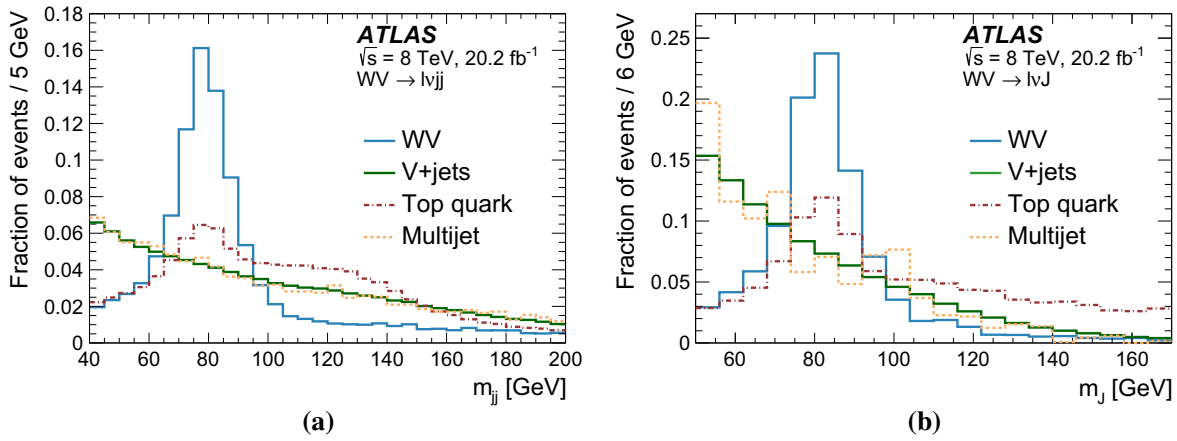 Fraction of events / 5 GeV
0.18
0.16
0.14
0.12
0.1
0.08
0.06
0.04
0.02
0
ATLAS
√s = 8 TeV, 20.2 fb⁻¹
WV → lνjj
WV
V+jets
Top quark
Multijet
40 60 80 100 120 140 160 180 200
m_jj [GeV]
(a)
Fraction of events / 6 GeV
0.25
0.2
0.15
0.1
0.05
0
ATLAS
√s = 8 TeV, 20.2 fb⁻¹
WV → lνJ
WV
V+jets
Top quark
Multijet
60 80 100 120 140 160
m_J [GeV]
(b)